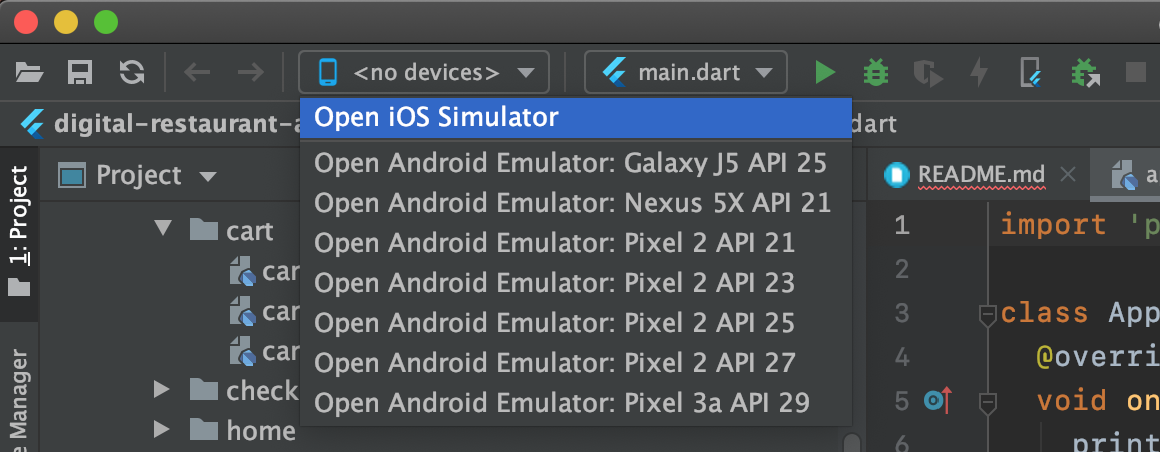 <no devices>
main.dart
digital-restaurant-a
dart
Open iOS Simulator
Open Android Emulator: Galaxy J5 API 25
Open Android Emulator: Nexus 5X API 21
Open Android Emulator: Pixel 2 API 21
Open Android Emulator: Pixel 2 API 23
Open Android Emulator: Pixel 2 API 25
Open Android Emulator: Pixel 2 API 27
Open Android Emulator: Pixel 3a API 29
1: Project
e Manager
Project
cart
car
car
car
check
home
README.md
a
1 import 'p
2
3 class App
4 @overri
5 void on
6 print